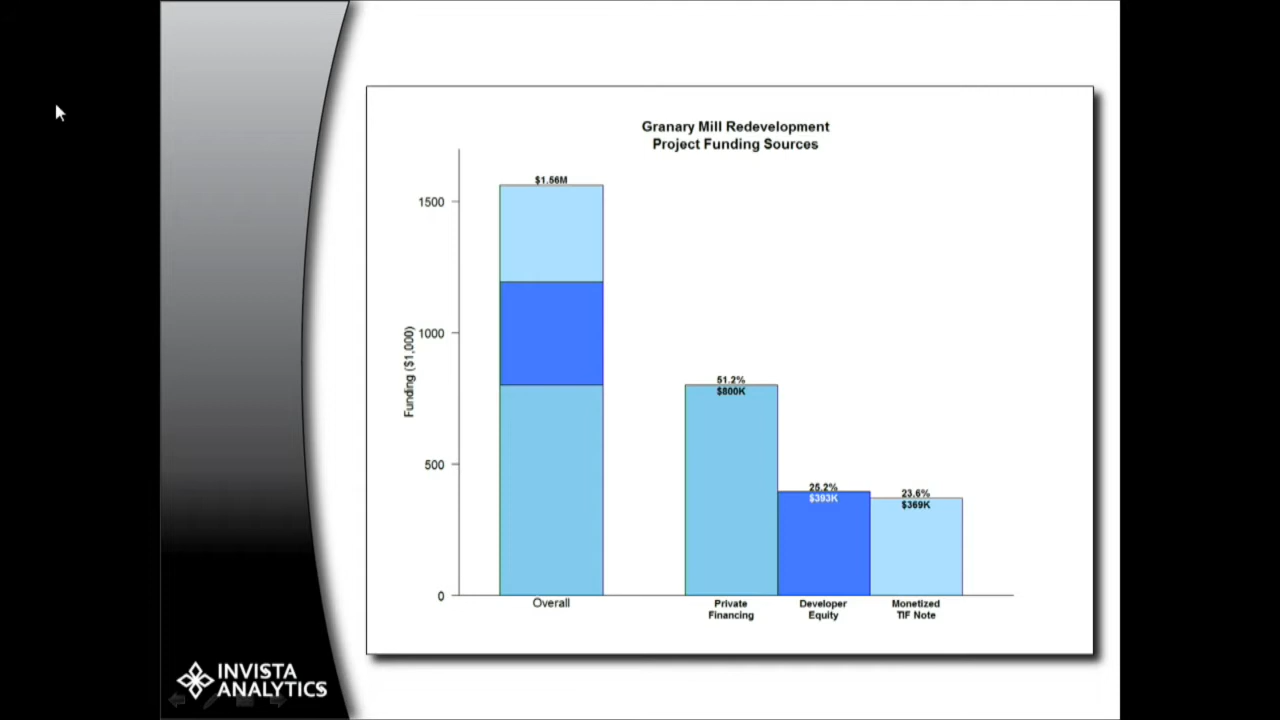 Granary Mill Redevelopment
Project Funding Sources
Funding ($1,000)
1500
1000
500
0
$1.56M
51.2%
$800K
25.2%
$393K
23.6%
$369K
Overall
Private
Financing
Developer
Equity
Monetized
TIF Note
INVISTA
ANALYTICS